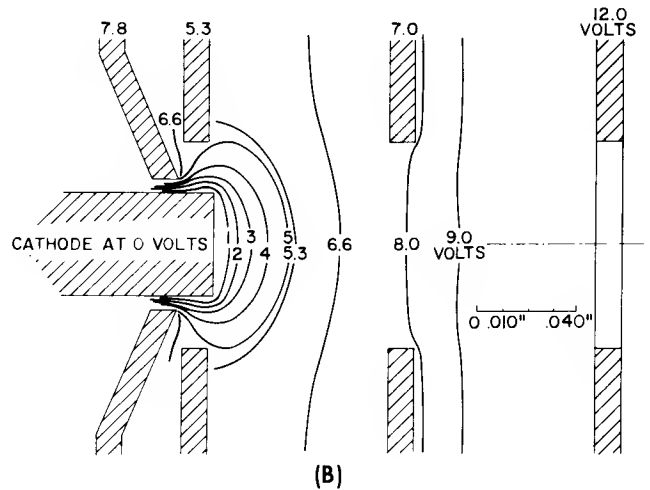 7.8
5.3
7.0
12.0
VOLTS
6.6
CATHODE AT 0 VOLTS
1
2
3
4
5
5.3
6.6
8.0
9.0
VOLTS
0 .010" .040"
(B)